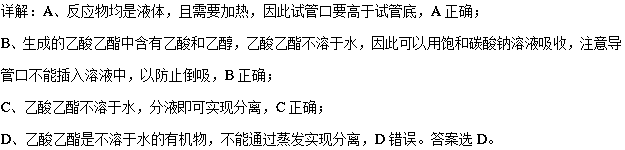 详解：A、反应物均是液体，且需要加热，因此试管口要高于试管底，A 正确；
B、生成的乙酸乙酯中含有乙酸和乙醇，乙酸乙酯不溶于水，因此可以用饱和碳酸钠溶液吸收，注意导
管口不能插入溶液中，以防止倒吸，B 正确；
C、乙酸乙酯不溶于水，分液即可实现分离，C 正确；
D、乙酸乙酯是不溶于水的有机物，不能通过蒸发实现分离，D 错误。答案选 D。